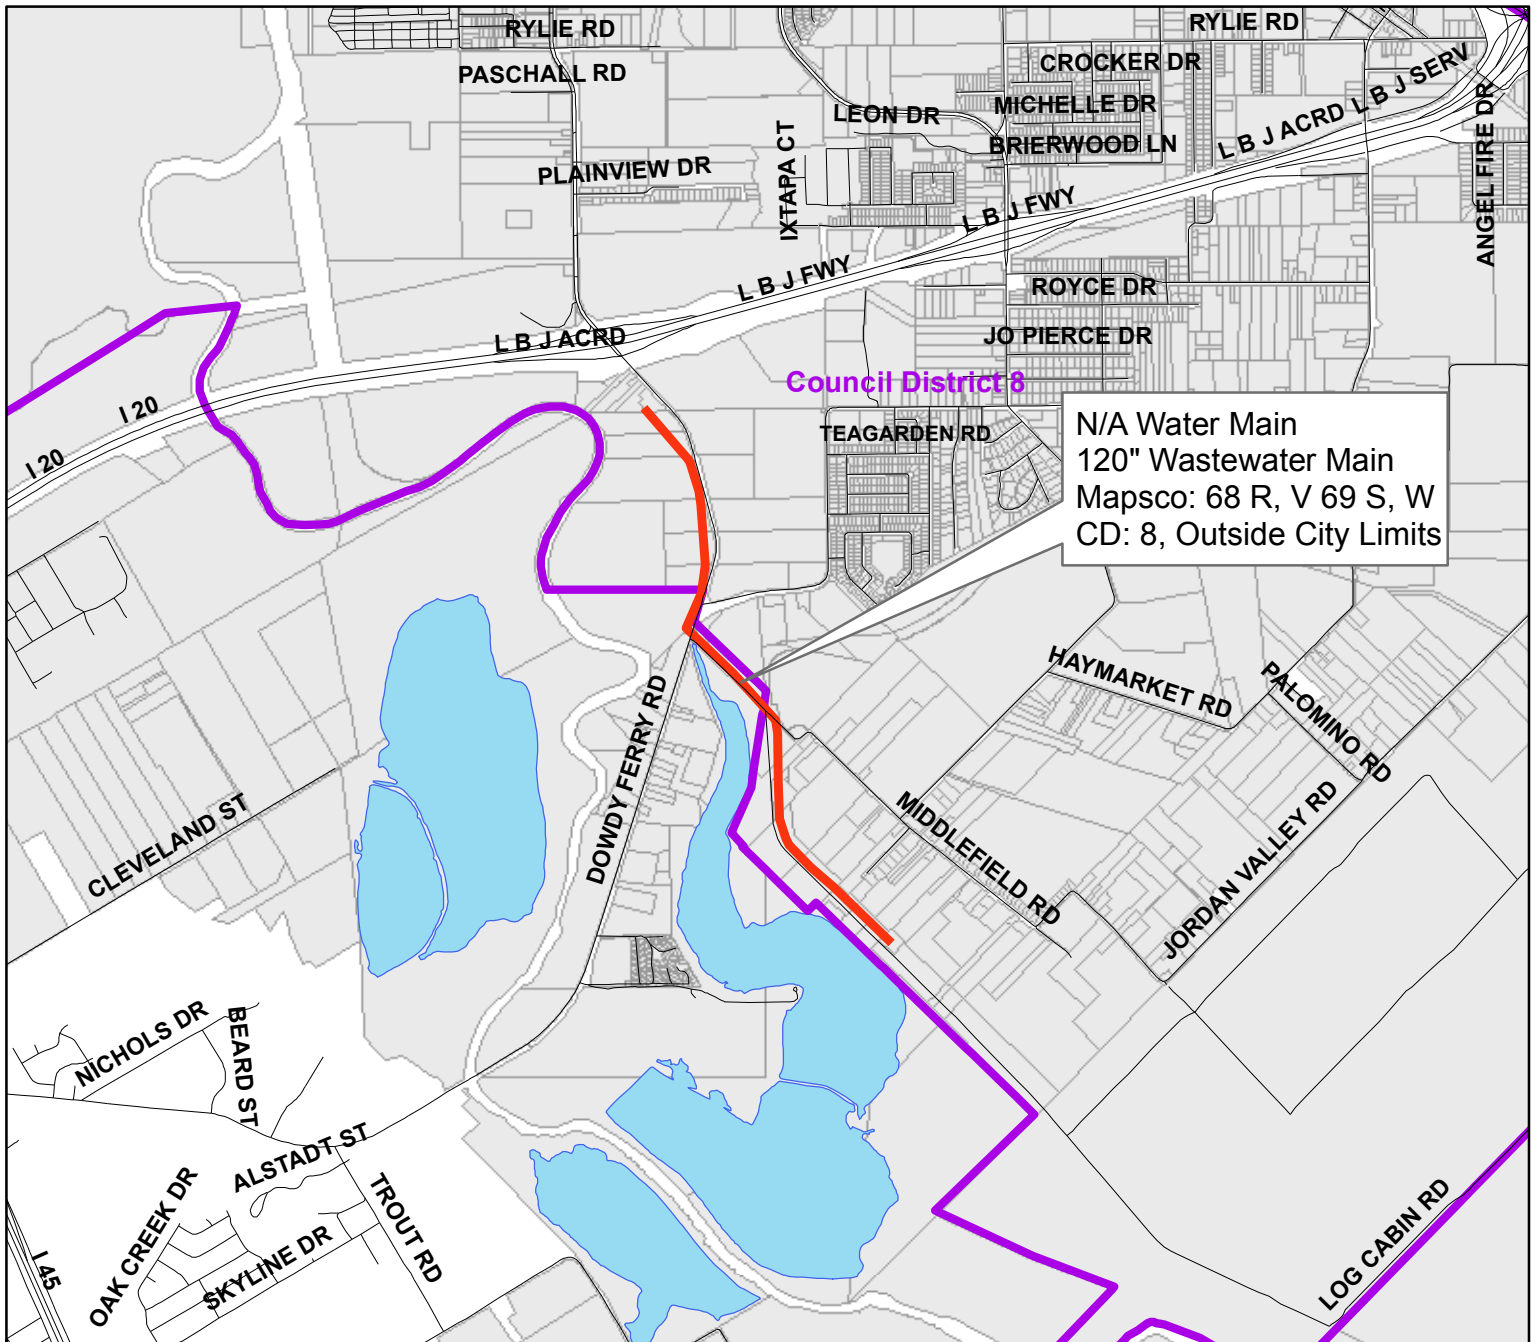 RYLIE RD
RYLIE RD
PASCHALL RD
CROCKER DR
L B J SERV
MICHELLE DR
LEON DR
L B J ACRD
ANGEL FIRE DR
BRIERWOOD LN
IXTAPA CT
PLAINVIEW DR
L B J FWY
L B J FWY
ROYCE DR
L B J ACRD
JO PIERCE DR
Council District 8
I 20
TEAGARDEN RD
I 20
N/A Water Main
120" Wastewater Main
Mapsco: 68 R, V 69 S, W
CD: 8, Outside City Limits
HAYMARKET RD
PALOMINO RD
DOWDY FERRY RD
CLEVELAND ST
MIDDLEFIELD RD
JORDAN VALLEY RD
NICHOLS DR
BEARD ST
ALSTADT ST
OAK CREEK DR
TROUT RD
SKYLINE DR
I 45
LOG CABIN RD